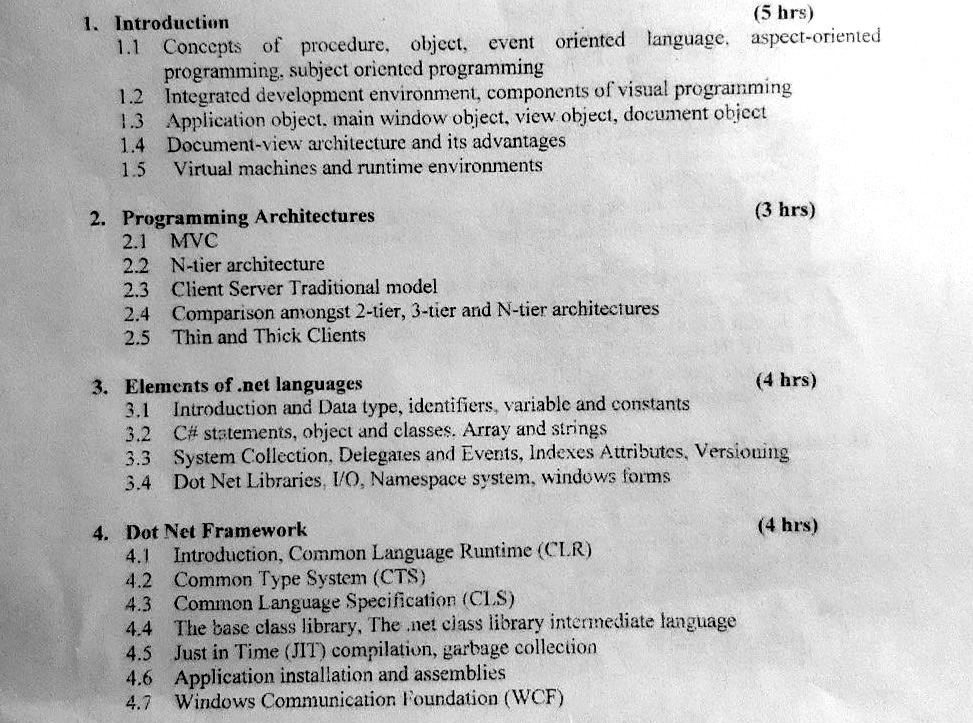 1. Introduction (5 hrs)
1.1 Concepts of procedure, object, event oriented language, aspect-oriented
programming, subject oriented programming
1.2 Integrated development environment, components of visual programming
1.3 Application object, main window object, view object, document object
1.4 Document-view architecture and its advantages
1.5 Virtual machines and runtime environments
2. Programming Architectures (3 hrs)
2.1 MVC
2.2 N-tier architecture
2.3 Client Server Traditional model
2.4 Comparison amongst 2-tier, 3-tier and N-tier architectures
2.5 Thin and Thick Clients
3. Elements of .net languages (4 hrs)
3.1 Introduction and Data type, identifiers, variable and constants
3.2 C# statements, object and classes, Array and strings
3.3 System Collection, Delegates and Events, Indexes Attributes, Versioning
3.4 Dot Net Libraries, I/O, Namespace system, windows forms
4. Dot Net Framework (4 hrs)
4.1 Introduction, Common Language Runtime (CLR)
4.2 Common Type System (CTS)
4.3 Common Language Specification (CLS)
4.4 The base class library, The .net class library intermediate language
4.5 Just in Time (JIT) compilation, garbage collection
4.6 Application installation and assemblies
4.7 Windows Communication Foundation (WCF)